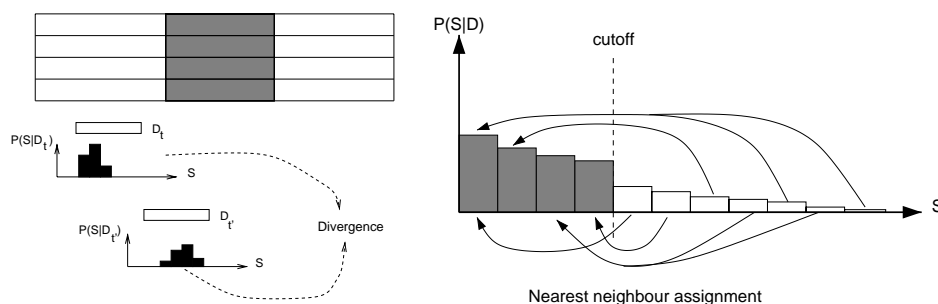 D_t
P(S|D_t)
S
D_t'
P(S|D_t')
S
Divergence
P(S|D)
cutoff
S
Nearest neighbour assignment